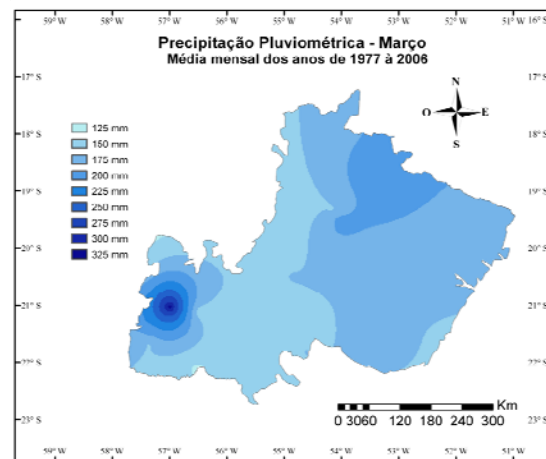 59° W 58° W 57° W 56° W 55° W 54° W 53° W 52° W 51° W 16° S
Precipitação Pluviométrica - Março
Média mensal dos anos de 1977 à 2006
17° S 17° S
N
O E
S
18° S 18° S
125 mm
150 mm
175 mm
200 mm
225 mm
250 mm
275 mm
300 mm
325 mm
19° S 19° S
20° S 20° S
21° S 21° S
22° S 22° S
Km
0 3060 120 180 240 300
23° S 23° S
59° W 58° W 57° W 56° W 55° W 54° W 53° W 52° W 51° W